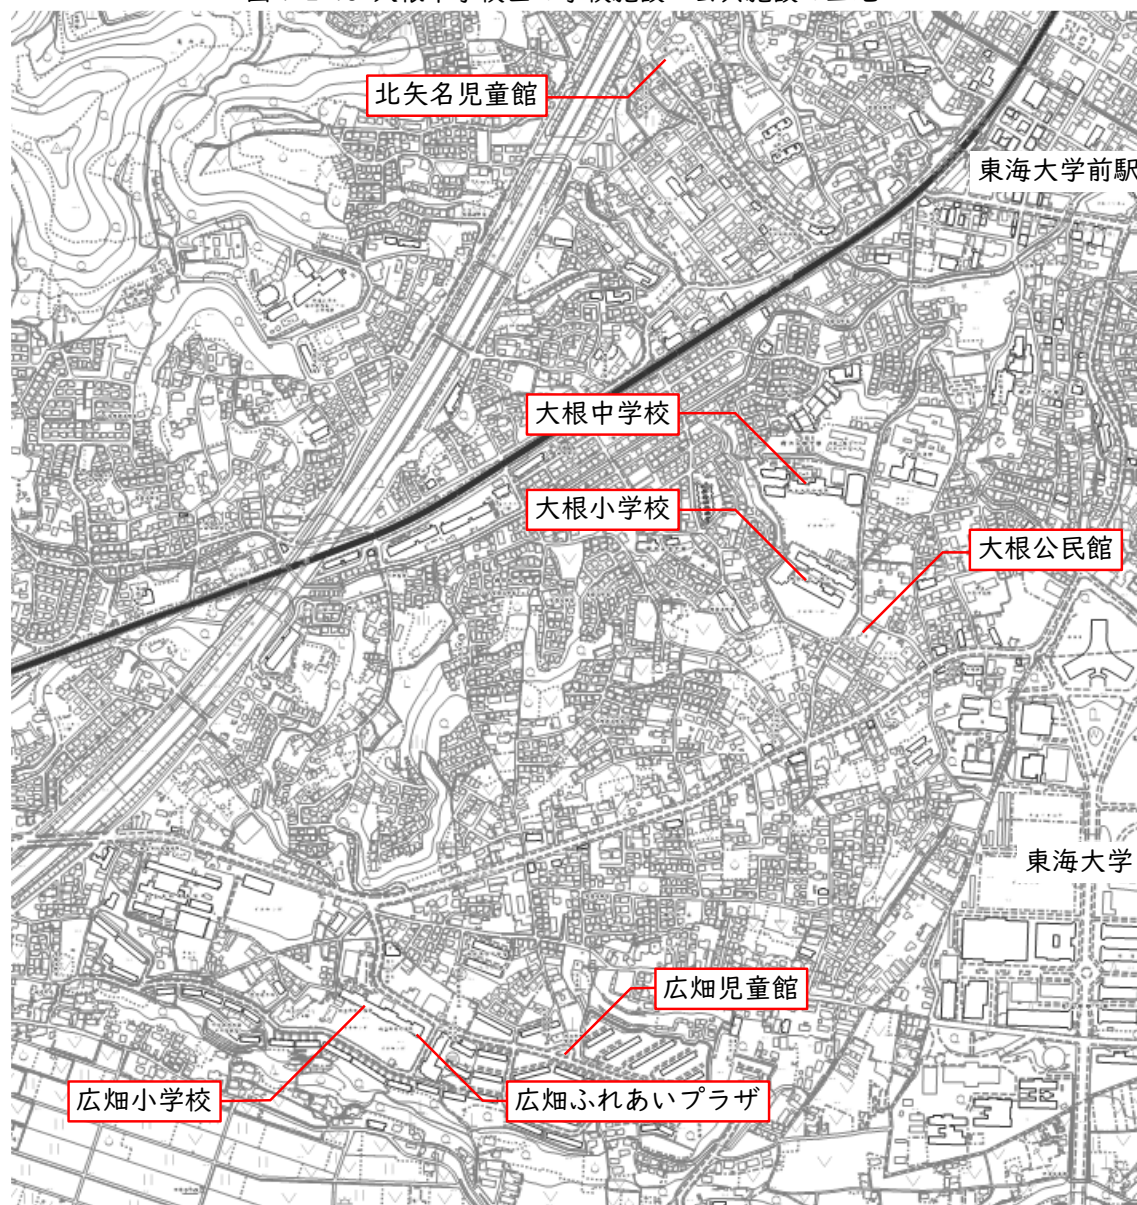 北矢名児童館
東海大学前駅
大根中学校
大根小学校
大根公民館
東海大学
広畑児童館
広畑小学校
広畑ふれあいプラザ